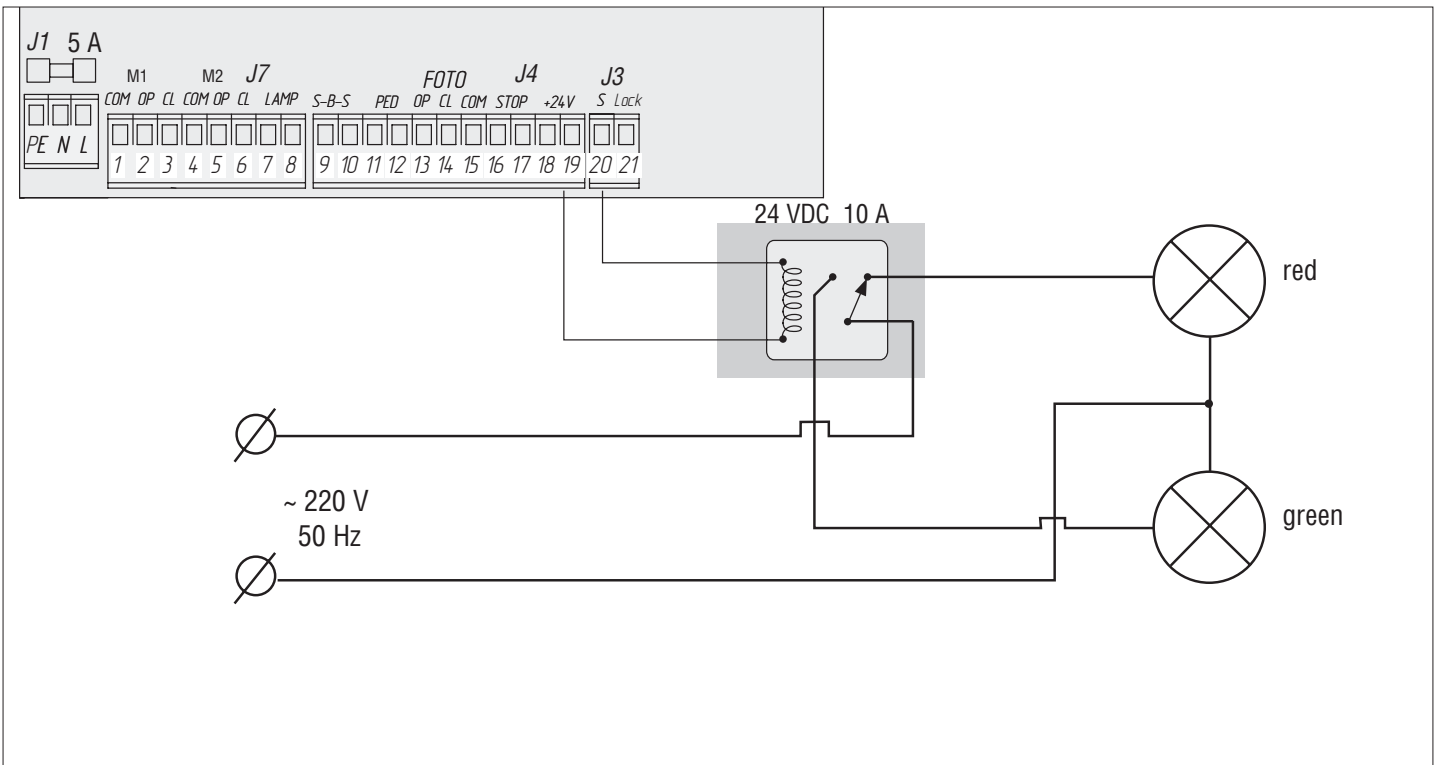 J1 5 A
M1 M2 J7 FOTO J4 J3
COM OP CL COM OP CL LAMP S-B-S PED OP CL COM STOP +24V S Lock
PE N L
1 2 3 4 5 6 7 8 9 10 11 12 13 14 15 16 17 18 19 20 21
24 VDC 10 A
red
~ 220 V
50 Hz
green